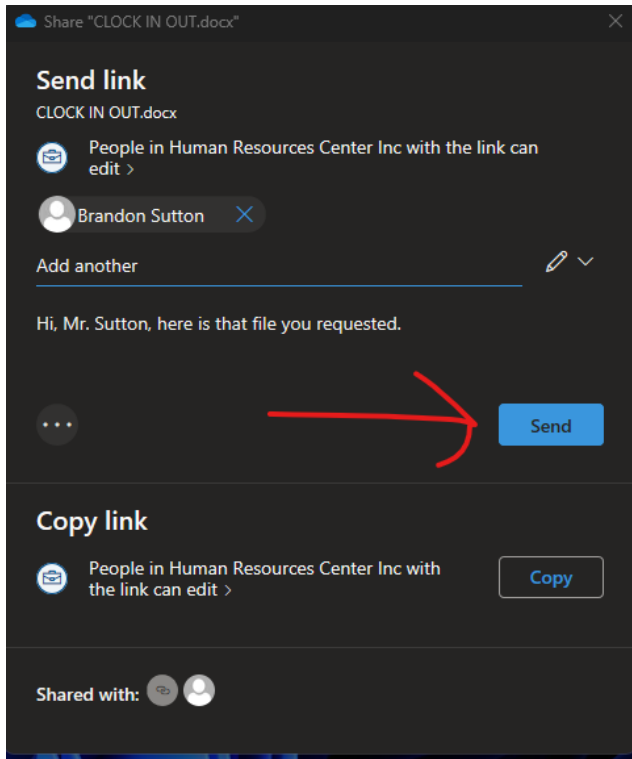 Share "CLOCK IN OUT.docx"
Send link
CLOCK IN OUT.docx
People in Human Resources Center Inc with the link can
edit >
Brandon Sutton
Add another
Hi, Mr. Sutton, here is that file you requested.
Send
Copy link
People in Human Resources Center Inc with
the link can edit >
Copy
Shared with: